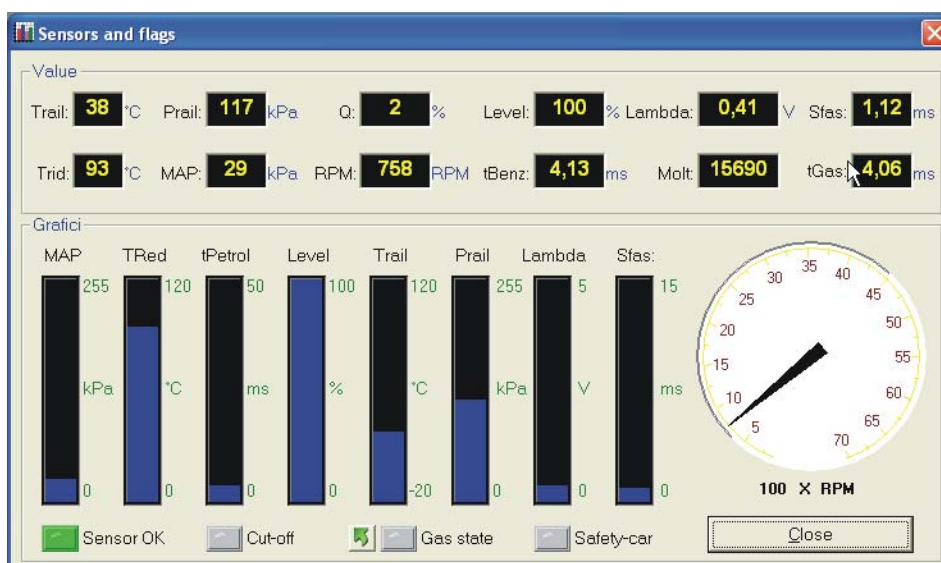 Sensors and flags
Value
Trail: 38 °C Prail: 117 kPa Q: 2 % Level: 100 % Lambda: 0,41 V Sfas: 1,12 ms
Trid: 93 °C MAP: 29 kPa RPM: 758 RPM tBenz: 4,13 ms Molt: 15690 tGas: 4,06 ms
Grafici
MAP TRed tPetrol Level Trail Prail Lambda Sfas:
255 120 50 100 120 255 5 15
kPa °C ms % °C kPa V ms
0 0 0 0 -20 0 0 0
5 10 15 20 25 30 35 40 45 50 55 60 65 70
100 X RPM
Sensor OK Cut-off Gas state Safety-car Close